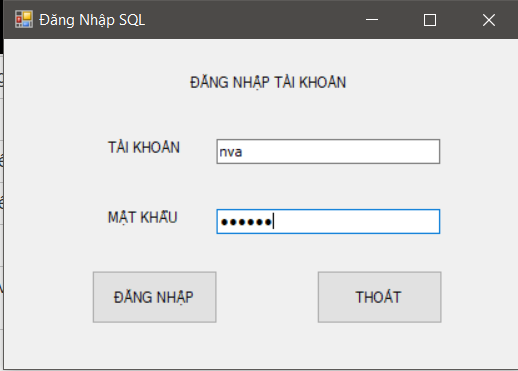 Đăng Nhập SQL
ĐĂNG NHẬP TÀI KHOẢN
TÀI KHOẢN
nva
MẬT KHẨU
●●●●●●
ĐĂNG NHẬP
THOÁT